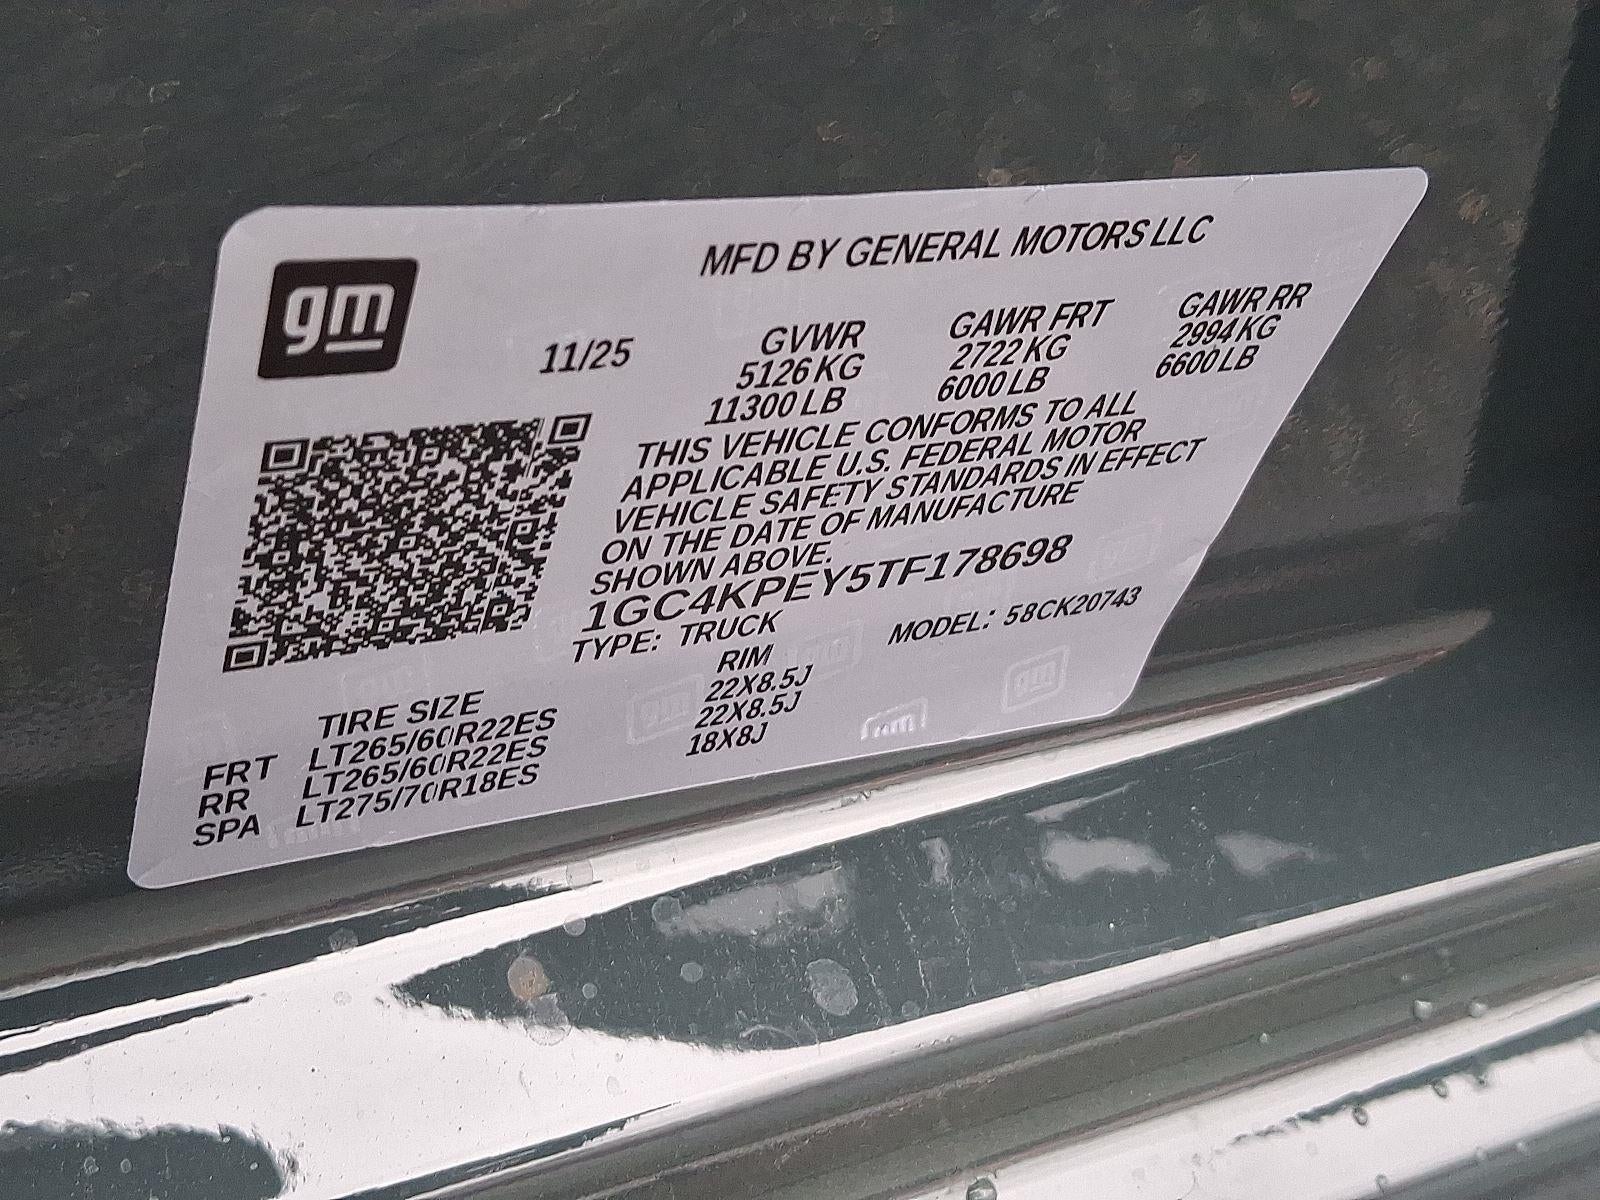 gm
MFD BY GENERAL MOTORS LLC
11/25 GVWR GAWR FRT GAWR RR
5126 KG 2722 KG 2994 KG
11300 LB 6000 LB 6600 LB
THIS VEHICLE CONFORMS TO ALL
APPLICABLE U.S. FEDERAL MOTOR
VEHICLE SAFETY STANDARDS IN EFFECT
ON THE DATE OF MANUFACTURE
SHOWN ABOVE.
1GC4KPEY5TF178698
TYPE: TRUCK MODEL: 58CK20743
TIRE SIZE RIM
FRT LT265/60R22ES 22X8.5J
RR LT265/60R22ES 22X8.5J
SPA LT275/70R18ES 18X8J